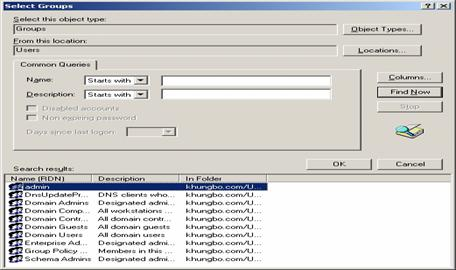 Select Groups
Select this object type:
Groups
Object Types...
From this location:
Users
Locations...
Common Queries
Name: Starts with
Description: Starts with
Disabled accounts
Non expiring password
Days since last logon:
Columns...
Find Now
Stop
OK
Cancel
Search results:
Name (RDN) Description In Folder
admin khungbo.com/U...
DnsUpdatePr... DNS clients who... khungbo.com/U...
Domain Admins Designated admi... khungbo.com/U...
Domain Comp... All workstations ... khungbo.com/U...
Domain Contr... All domain contr... khungbo.com/U...
Domain Guests All domain guests khungbo.com/U...
Domain Users All domain users khungbo.com/U...
Enterprise Ad... Designated admi... khungbo.com/U...
Group Policy ... Members in this ... khungbo.com/U...
Schema Admins Designated admi... khungbo.com/U...